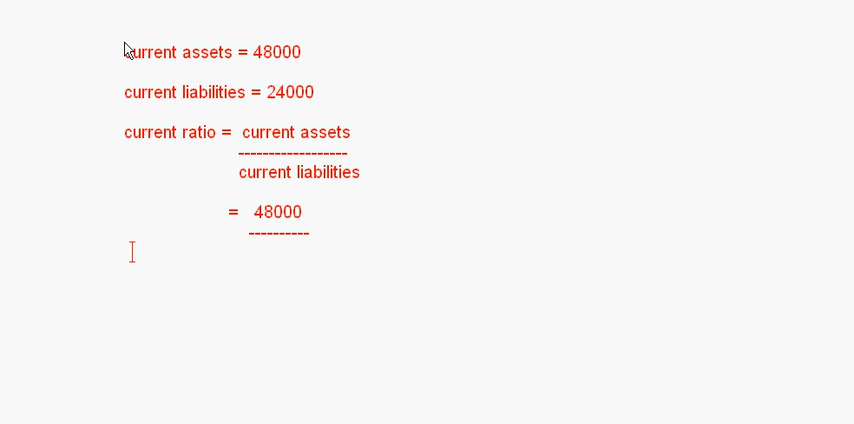 current assets = 48000
current liabilities = 24000
current ratio = current assets
------------------
current liabilities
= 48000
----------